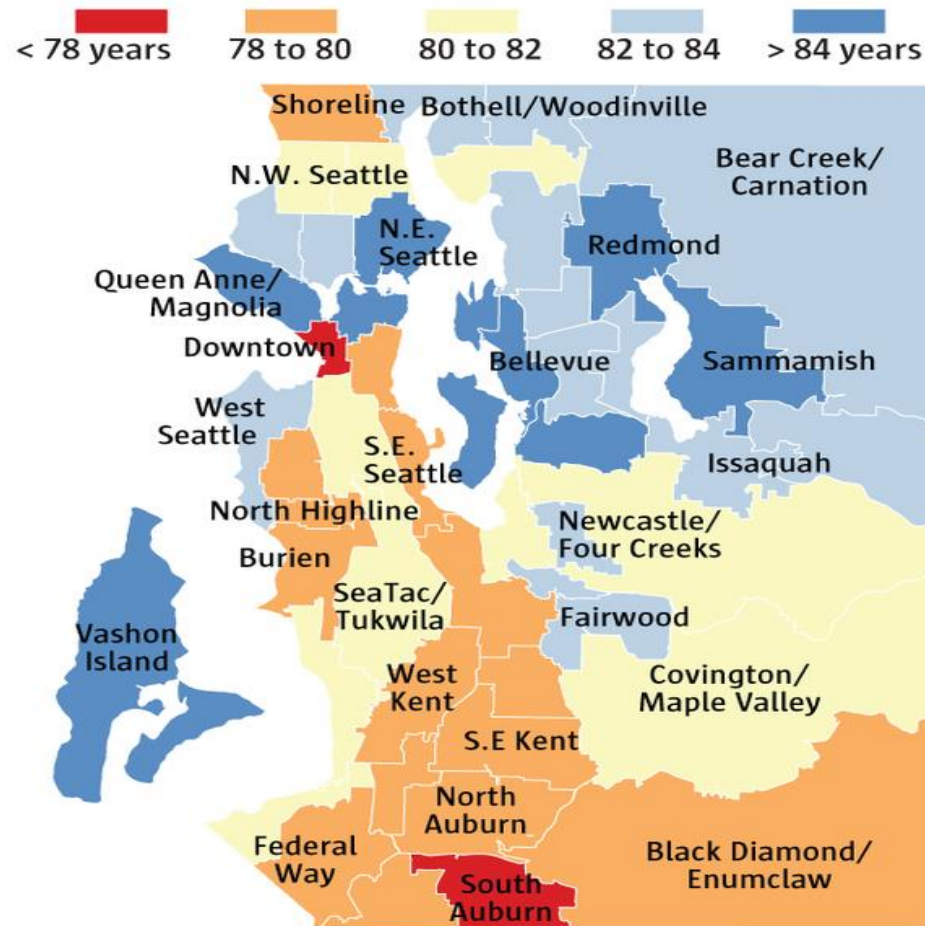 < 78 years
78 to 80
80 to 82
82 to 84
> 84 years
Shoreline
Bothell/Woodinville
Bear Creek/
Carnation
N.W. Seattle
N.E.
Seattle
Redmond
Queen Anne/
Magnolia
Downtown
Bellevue
Sammamish
West
Seattle
S.E.
Seattle
Issaquah
North Highline
Newcastle/
Four Creeks
Burien
SeaTac/
Tukwila
Fairwood
Vashon
Island
West
Kent
Covington/
Maple Valley
S.E Kent
North
Auburn
Federal
Way
Black Diamond/
Enumclaw
South
Auburn